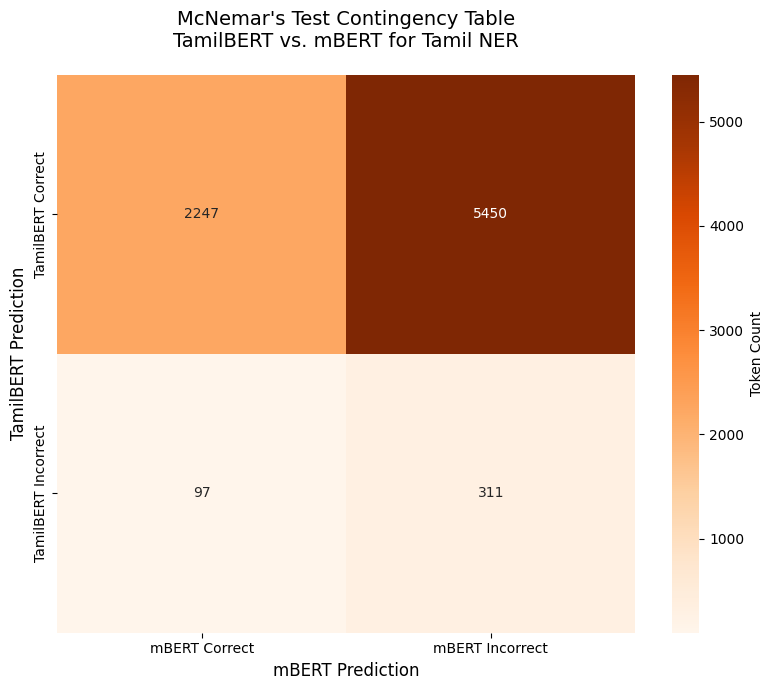 McNemar's Test Contingency Table
TamilBERT vs. mBERT for Tamil NER
TamilBERT Prediction
TamilBERT Correct
TamilBERT Incorrect
2247
5450
97
311
mBERT Correct
mBERT Incorrect
mBERT Prediction
5000
4000
3000
2000
1000
Token Count